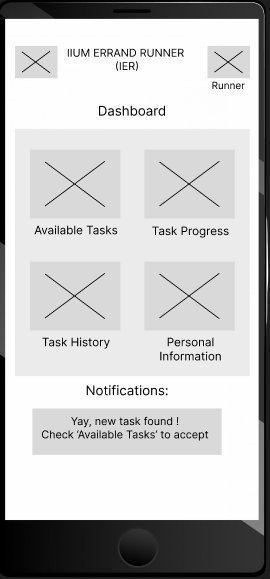 IIUM ERRAND RUNNER
(IER)
Runner
Dashboard
Available Tasks
Task Progress
Task History
Personal
Information
Notifications:
Yay, new task found !
Check ‘Available Tasks’ to accept